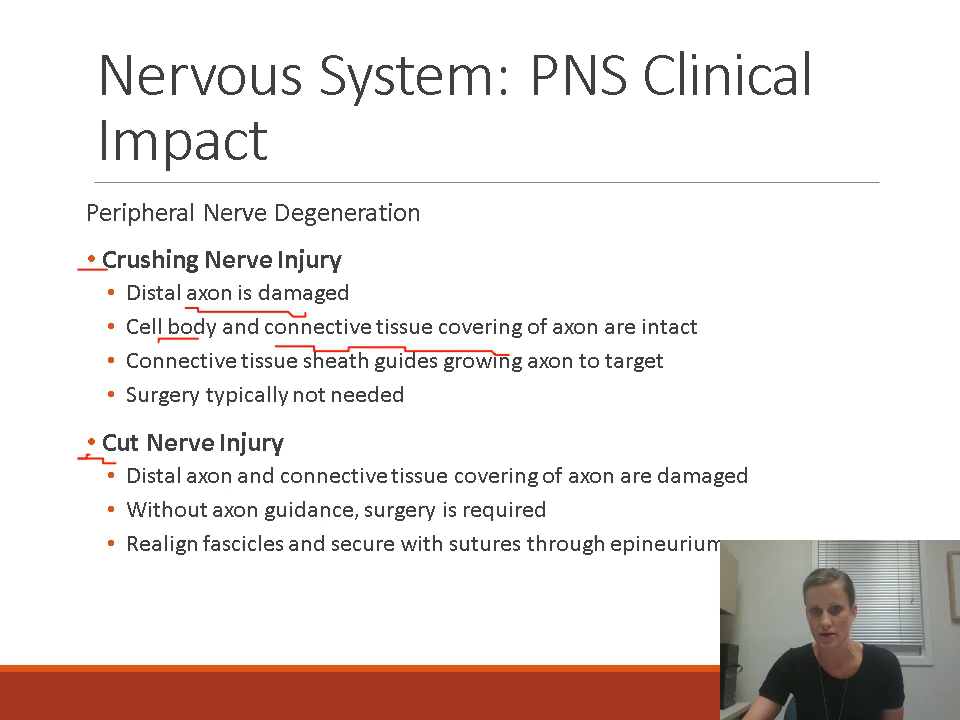 Nervous System: PNS Clinical
Impact
Peripheral Nerve Degeneration
• Crushing Nerve Injury
• Distal axon is damaged
• Cell body and connective tissue covering of axon are intact
• Connective tissue sheath guides growing axon to target
• Surgery typically not needed
• Cut Nerve Injury
• Distal axon and connective tissue covering of axon are damaged
• Without axon guidance, surgery is required
• Realign fascicles and secure with sutures through epineurium